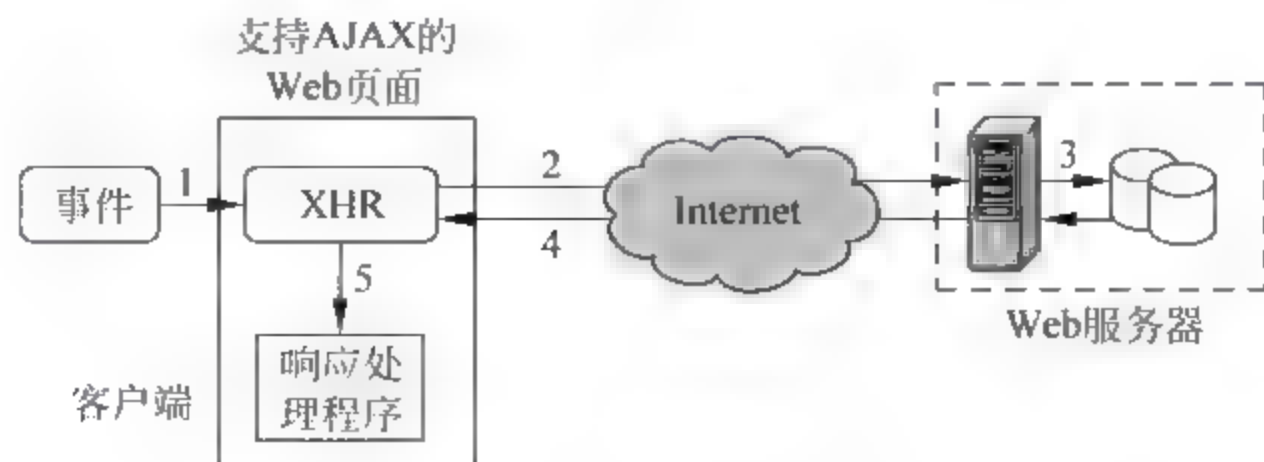 支持AJAX的
Web页面
事件
1
XHR
2
4
Internet
3
5
响应处
理程序
客户端
Web服务器